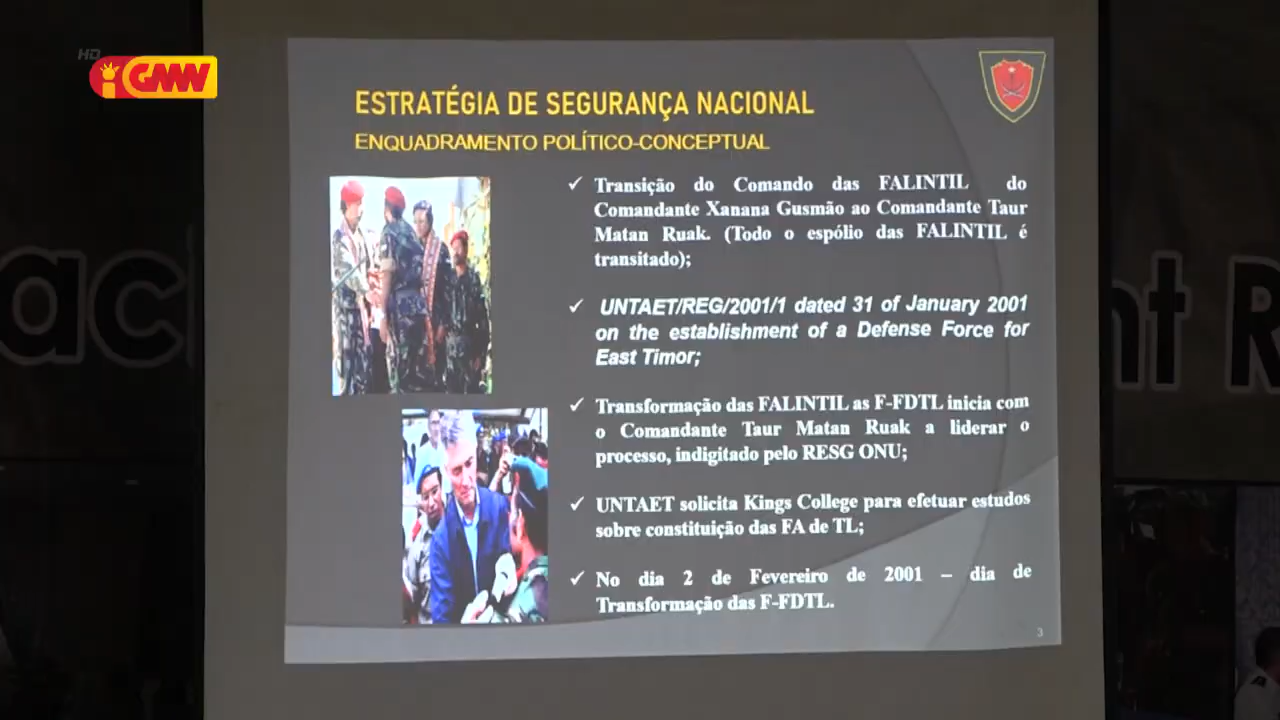 HD
GMW
ESTRATÉGIA DE SEGURANÇA NACIONAL
ENQUADRAMENTO POLÍTICO-CONCEPTUAL
✓ Transição do Comando das FALINTIL do
Comandante Xanana Gusmão ao Comandante Taur
Matan Ruak. (Todo o espólio das FALINTIL é
transitado);
✓ UNTAET/REG/2001/1 dated 31 of January 2001
on the establishment of a Defense Force for
East Timor;
✓ Transformação das FALINTIL as F-FDTL inicia com
o Comandante Taur Matan Ruak a liderar o
processo, indigitado pelo RESG ONU;
✓ UNTAET solicita Kings College para efetuar estudos
sobre constituição das FA de TL;
✓ No dia 2 de Fevereiro de 2001 – dia de
Transformação das F-FDTL.
3